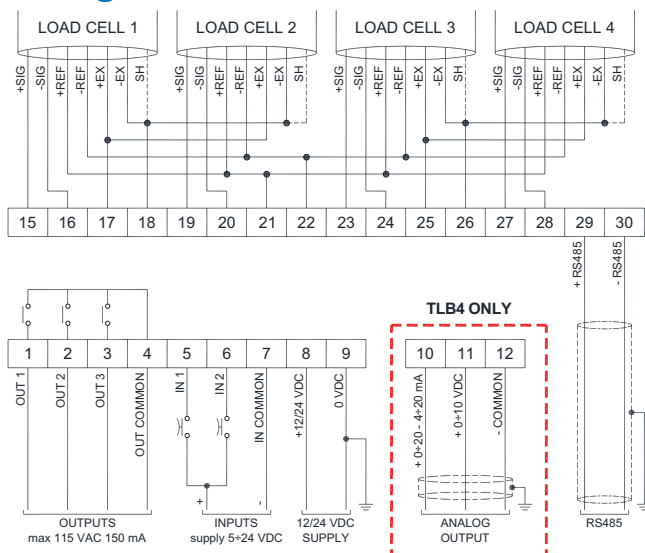 LOAD CELL 1 LOAD CELL 2 LOAD CELL 3 LOAD CELL 4
+SIG -SIG +REF -REF +EX -EX SH +SIG -SIG +REF -REF +EX -EX SH +SIG -SIG +REF -REF +EX -EX SH +SIG -SIG +REF -REF +EX -EX SH
15 16 17 18 19 20 21 22 23 24 25 26 27 28 29 30
+ RS485 - RS485
TLB4 ONLY
1 2 3 4 5 6 7 8 9 10 11 12
OUT 1 OUT 2 OUT 3 OUT COMMON IN 1 IN 2 IN COMMON +12/24 VDC 0 VDC + 0÷20 - 4÷20 mA + 0÷10 VDC - COMMON
+ -
OUTPUTS INPUTS 12/24 VDC ANALOG RS485
max 115 VAC 150 mA supply 5÷24 VDC SUPPLY OUTPUT